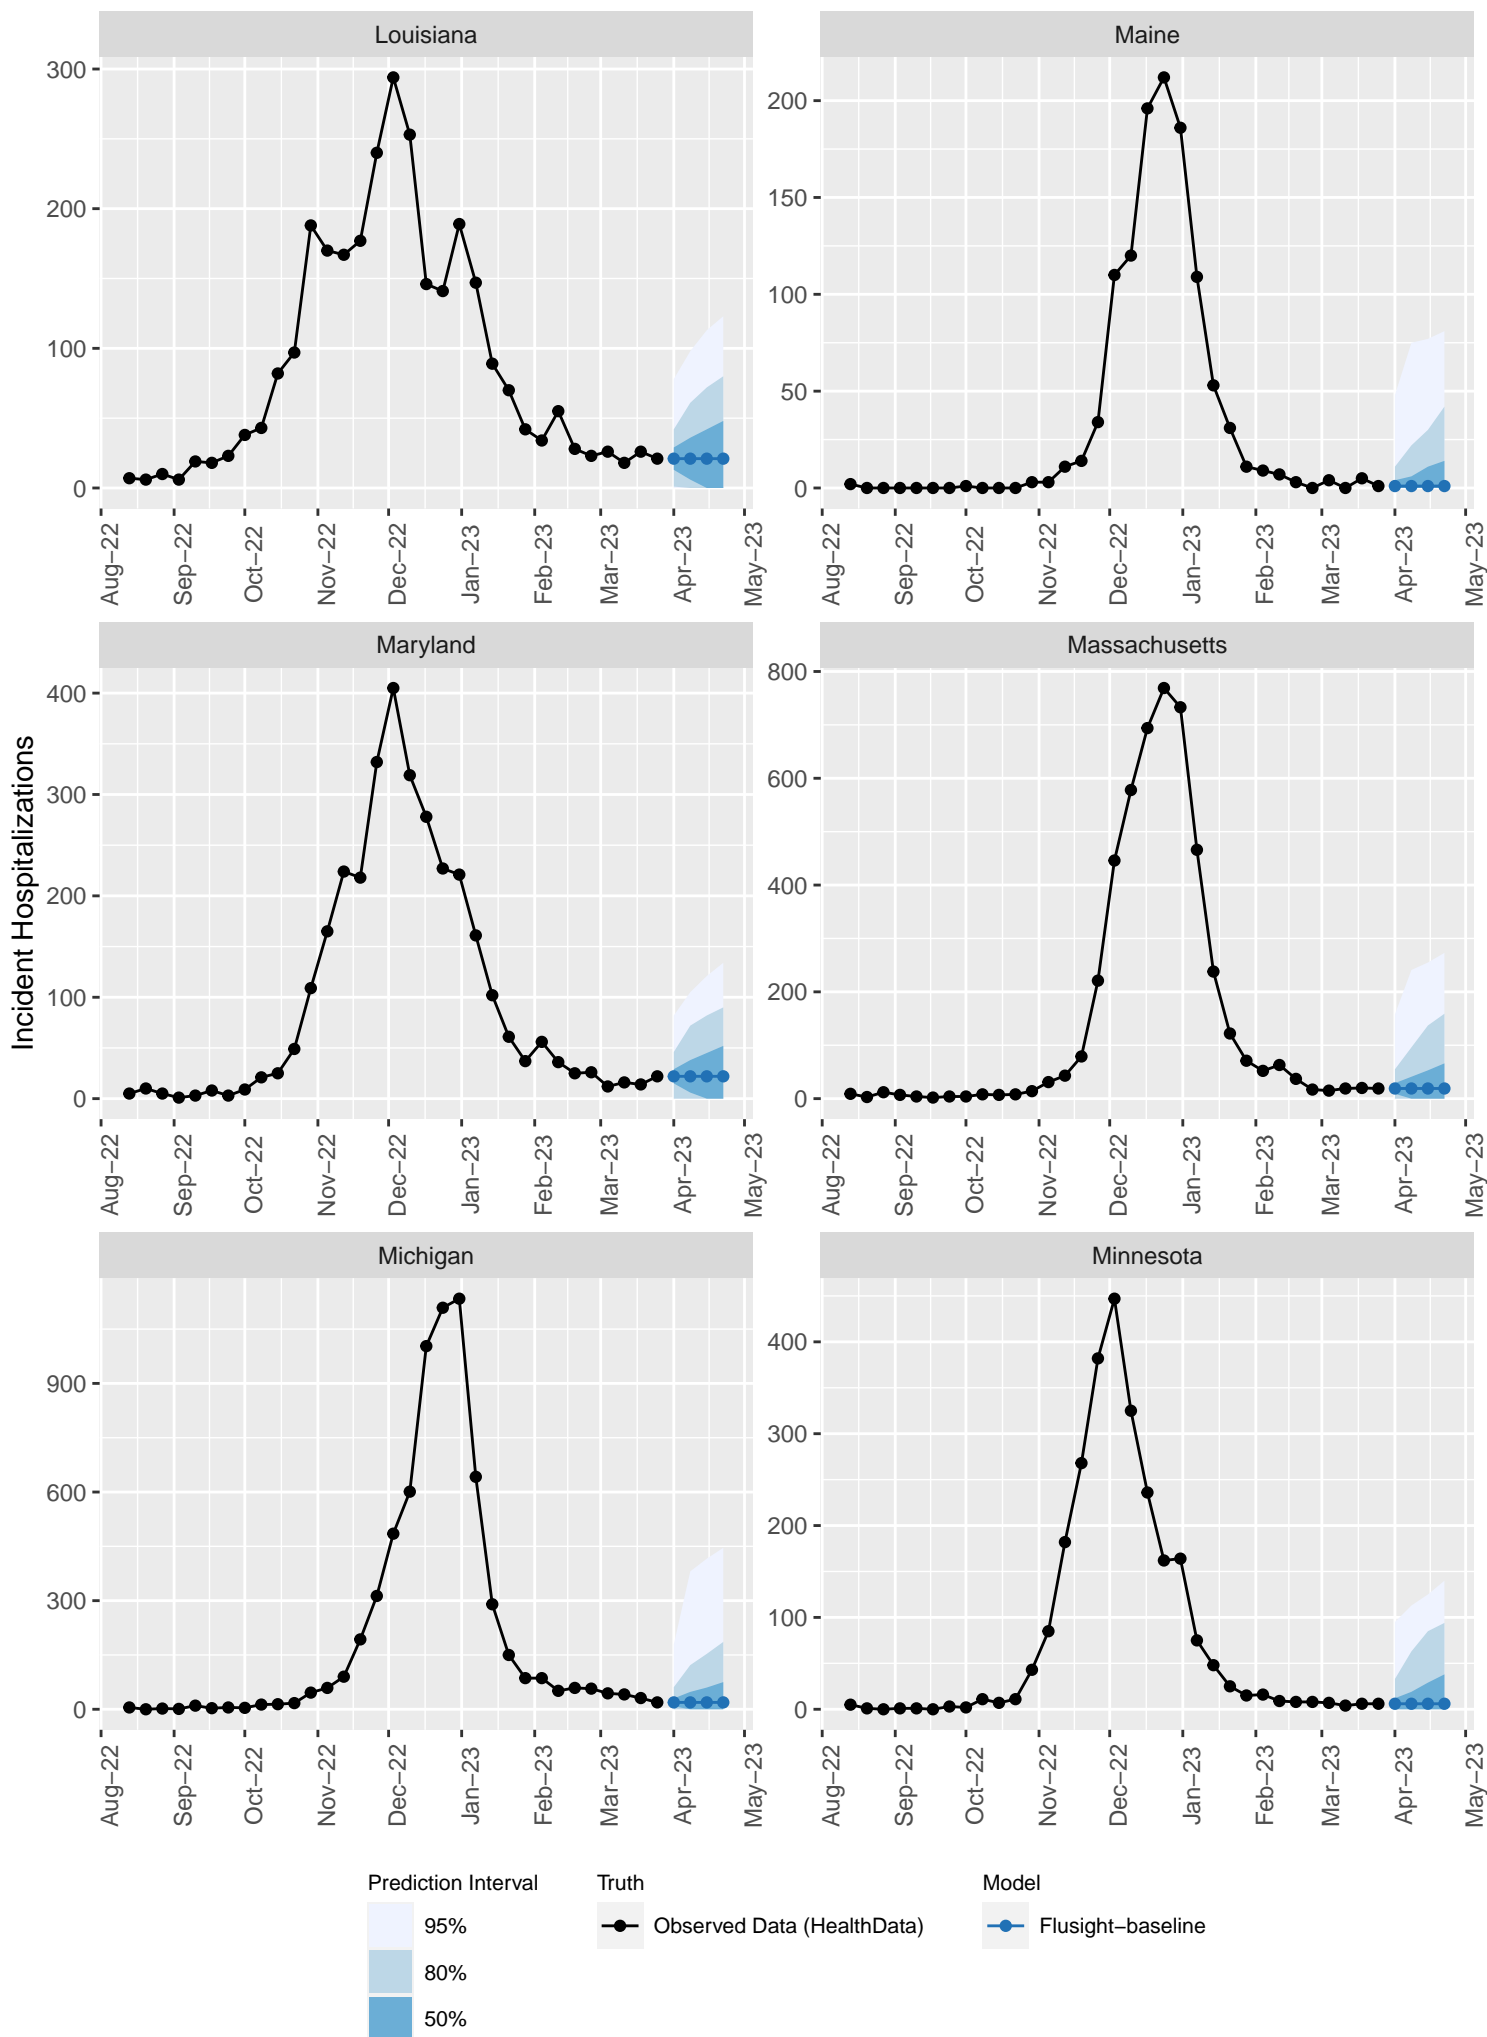 Louisiana
Maine
300
200
100
0
200
150
100
50
0
Aug−22
Sep−22
Oct−22
Nov−22
Dec−22
Jan−23
Feb−23
Mar−23
Apr−23
May−23
Aug−22
Sep−22
Oct−22
Nov−22
Dec−22
Jan−23
Feb−23
Mar−23
Apr−23
May−23
Incident Hospitalizations
Maryland
Massachusetts
400
300
200
100
0
800
600
400
200
0
Aug−22
Sep−22
Oct−22
Nov−22
Dec−22
Jan−23
Feb−23
Mar−23
Apr−23
May−23
Aug−22
Sep−22
Oct−22
Nov−22
Dec−22
Jan−23
Feb−23
Mar−23
Apr−23
May−23
Michigan
Minnesota
900
600
300
0
400
300
200
100
0
Aug−22
Sep−22
Oct−22
Nov−22
Dec−22
Jan−23
Feb−23
Mar−23
Apr−23
May−23
Aug−22
Sep−22
Oct−22
Nov−22
Dec−22
Jan−23
Feb−23
Mar−23
Apr−23
May−23
Prediction Interval
95%
80%
50%
Truth
Observed Data (HealthData)
Model
Flusight−baseline